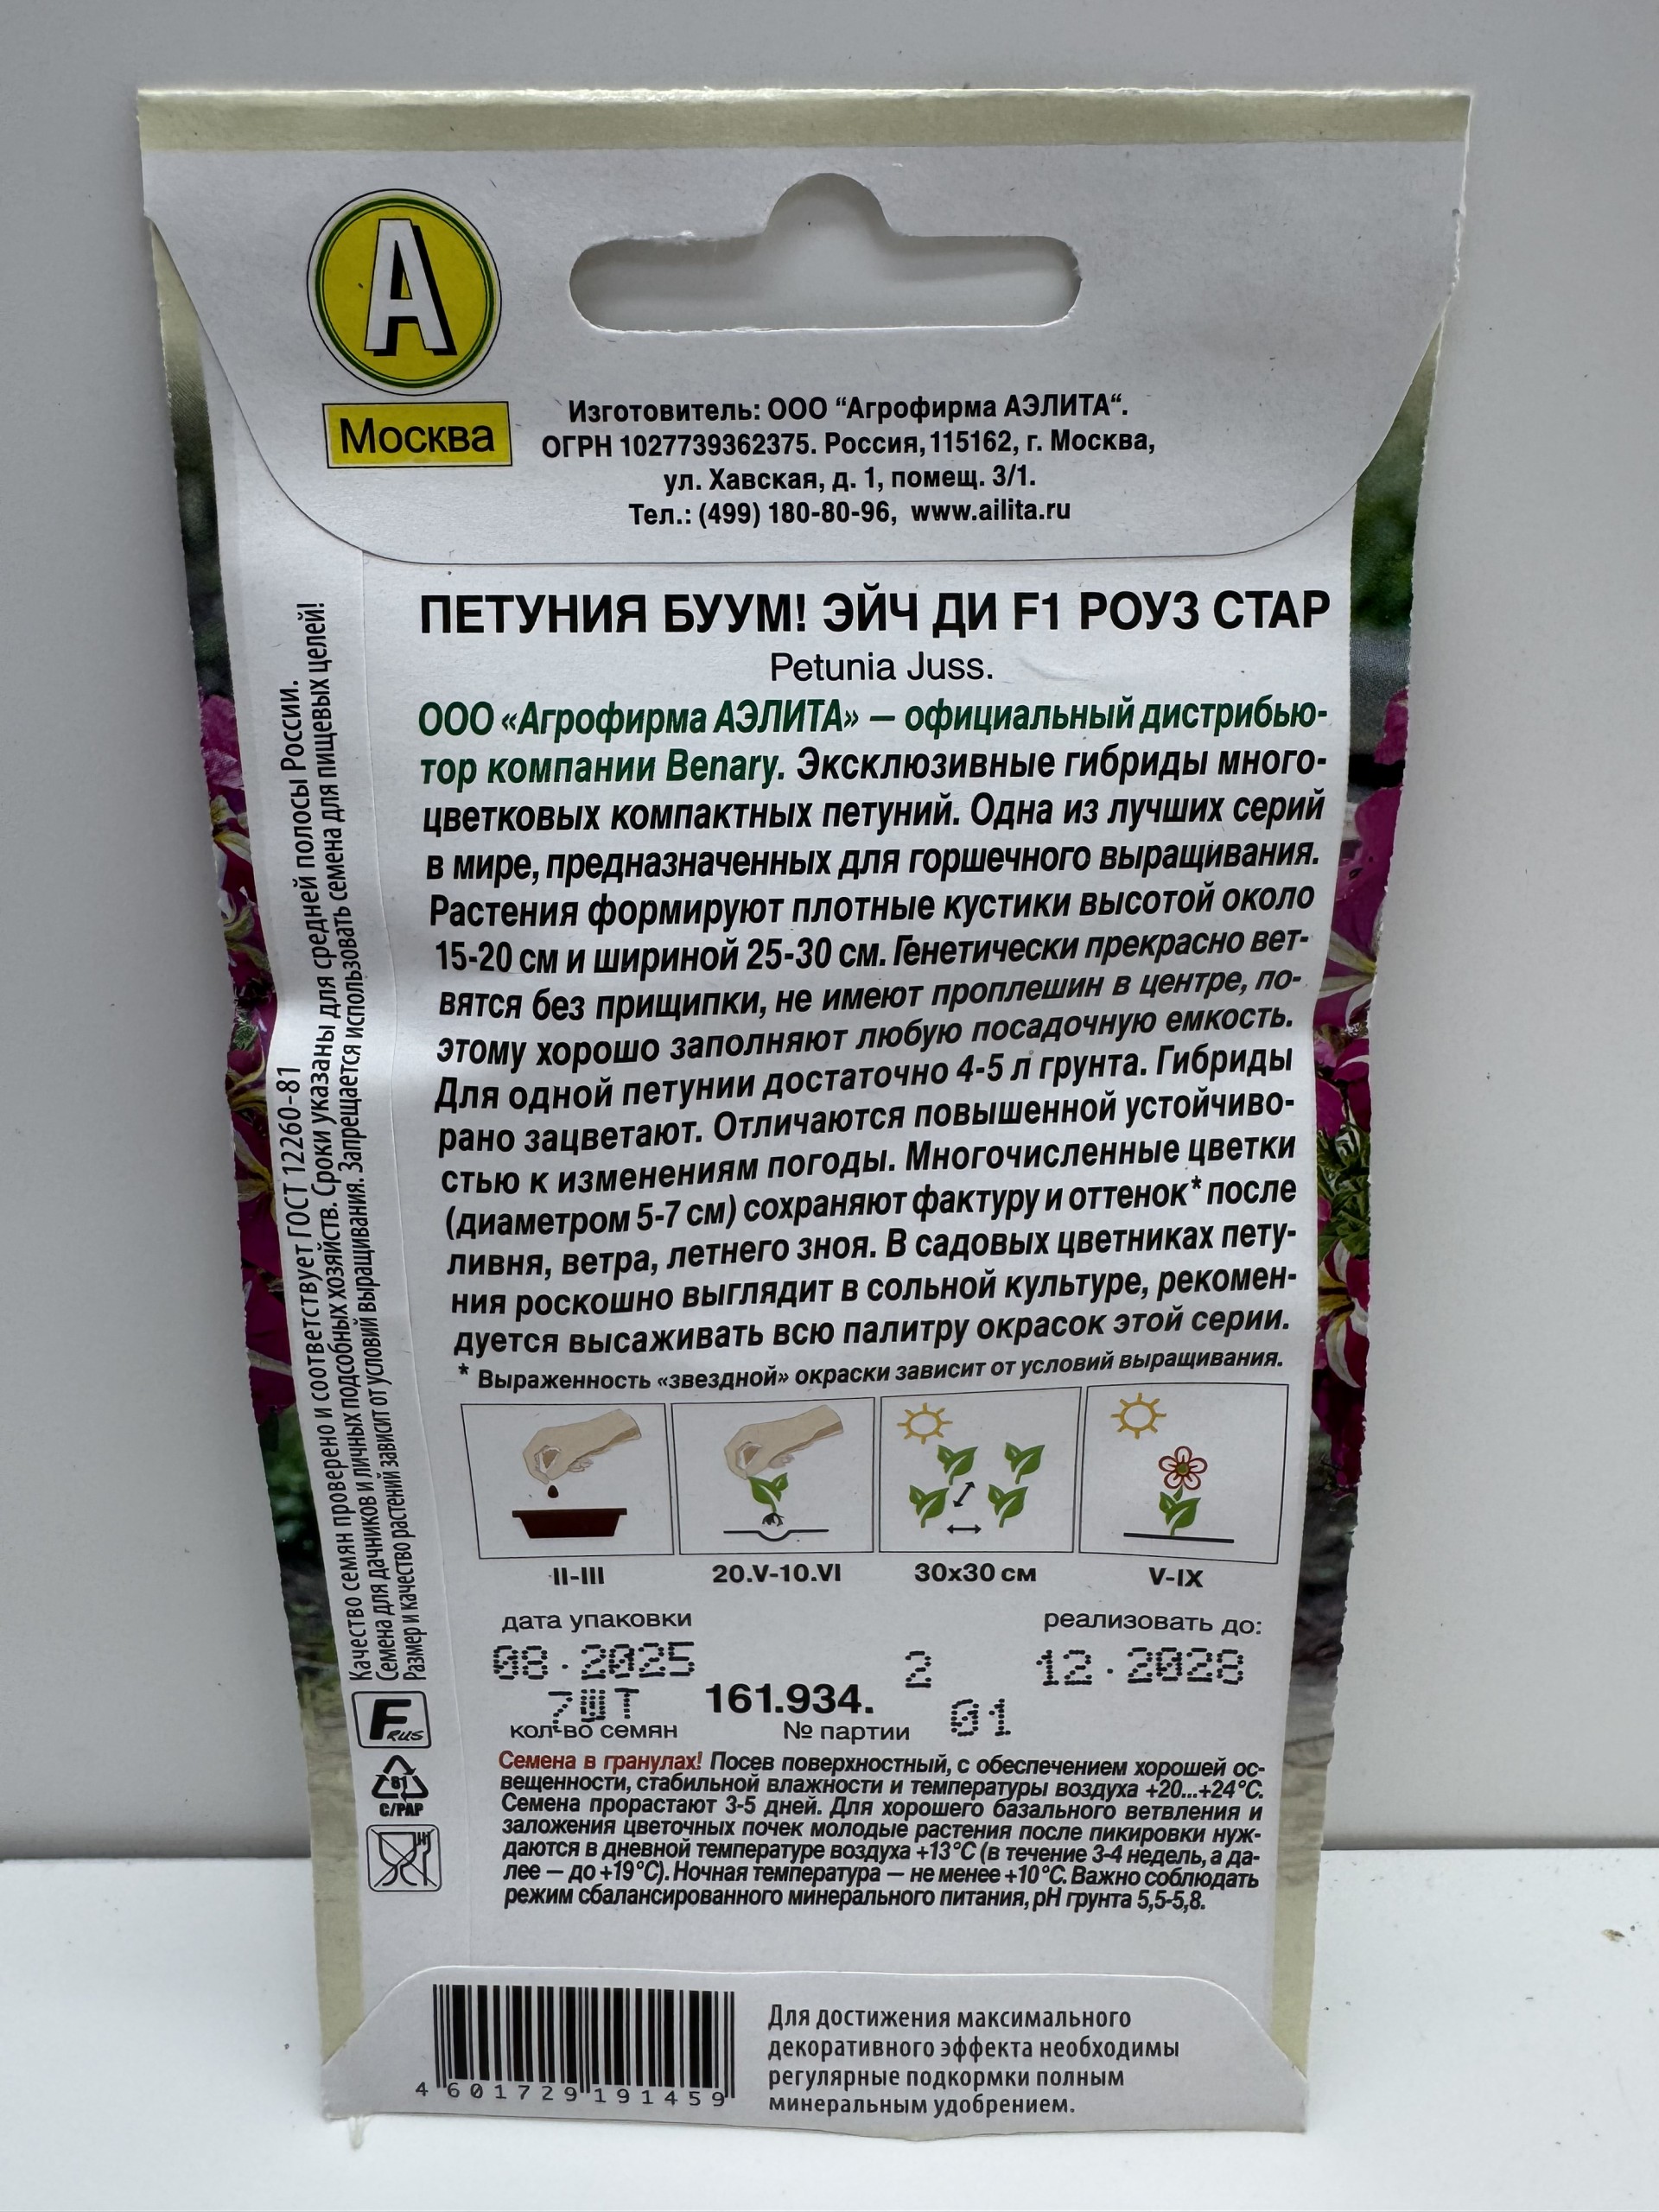 А
Москва
Изготовитель: ООО “Агрофирма АЭЛИТА“.
ОГРН 1027739362375. Россия, 115162, г. Москва,
ул. Хавская, д. 1, помещ. 3/1.
Тел.: (499) 180-80-96, www.ailita.ru
ПЕТУНИЯ БУУМ! ЭЙЧ ДИ F1 РОУЗ СТАР
Petunia Juss.
ООО «Агрофирма АЭЛИТА» — официальный дистрибью-
тор компании Benary. Эксклюзивные гибриды много-
цветковых компактных петуний. Одна из лучших серий
в мире, предназначенных для горшечного выращивания.
Растения формируют плотные кустики высотой около
15-20 см и шириной 25-30 см. Генетически прекрасно вет-
вятся без прищипки, не имеют проплешин в центре, по-
этому хорошо заполняют любую посадочную емкость.
Для одной петунии достаточно 4-5 л грунта. Гибриды
рано зацветают. Отличаются повышенной устойчиво-
стью к изменениям погоды. Многочисленные цветки
(диаметром 5-7 см) сохраняют фактуру и оттенок* после
ливня, ветра, летнего зноя. В садовых цветниках пету-
ния роскошно выглядит в сольной культуре, рекомен-
дуется высаживать всю палитру окрасок этой серии.
* Выраженность «звездной» окраски зависит от условий выращивания.
II-III 20.V-10.VI 30x30 см V-IX
дата упаковки реализовать до:
08.2025 2 12.2028
7ШТ 161.934. 01
кол-во семян № партии
Семена в гранулах! Посев поверхностный, с обеспечением хорошей ос-
вещенности, стабильной влажности и температуры воздуха +20...+24°С.
Семена прорастают 3-5 дней. Для хорошего базального ветвления и
заложения цветочных почек молодые растения после пикировки нуж-
даются в дневной температуре воздуха +13°С (в течение 3-4 недель, а да-
лее — до +19°С). Ночная температура — не менее +10°С. Важно соблюдать
режим сбалансированного минерального питания, pH грунта 5,5-5,8.
Качество семян проверено и соответствует ГОСТ 12260-81
Семена для дачников и личных подсобных хозяйств. Сроки указаны для средней полосы России.
Размер и качество растений зависит от условий выращивания. Запрещается использовать семена для пищевых целей!
F RUS
81
C/PAP
4 601729 191459
Для достижения максимального
декоративного эффекта необходимы
регулярные подкормки полным
минеральным удобрением.